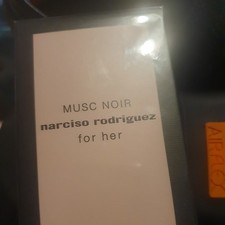 MUSC NOIR
narciso rodriguez
for her